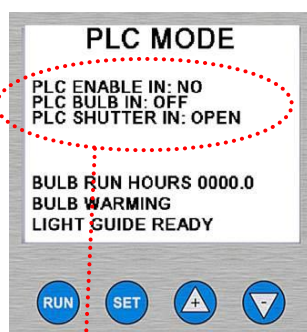 PLC MODE
PLC ENABLE IN: NO
PLC BULB IN: OFF
PLC SHUTTER IN: OPEN
BULB RUN HOURS 0000.0
BULB WARMING
LIGHT GUIDE READY
RUN SET + -